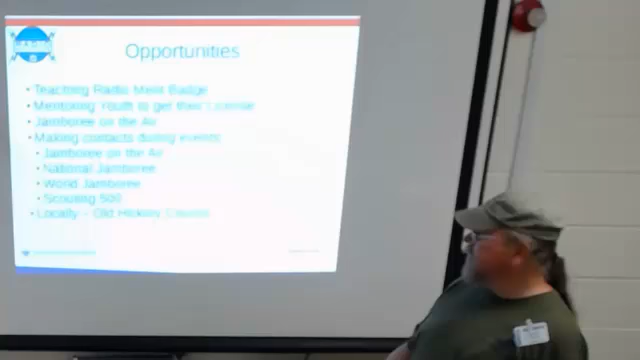 Opportunities
Teaching Radio Merit Badge
Mentoring Youth to get their License
Jamboree on the Air
Making contacts during events
Jamboree on the Air
National Jamboree
World Jamboree
Scouting 500
Locally - Old Hickory Council